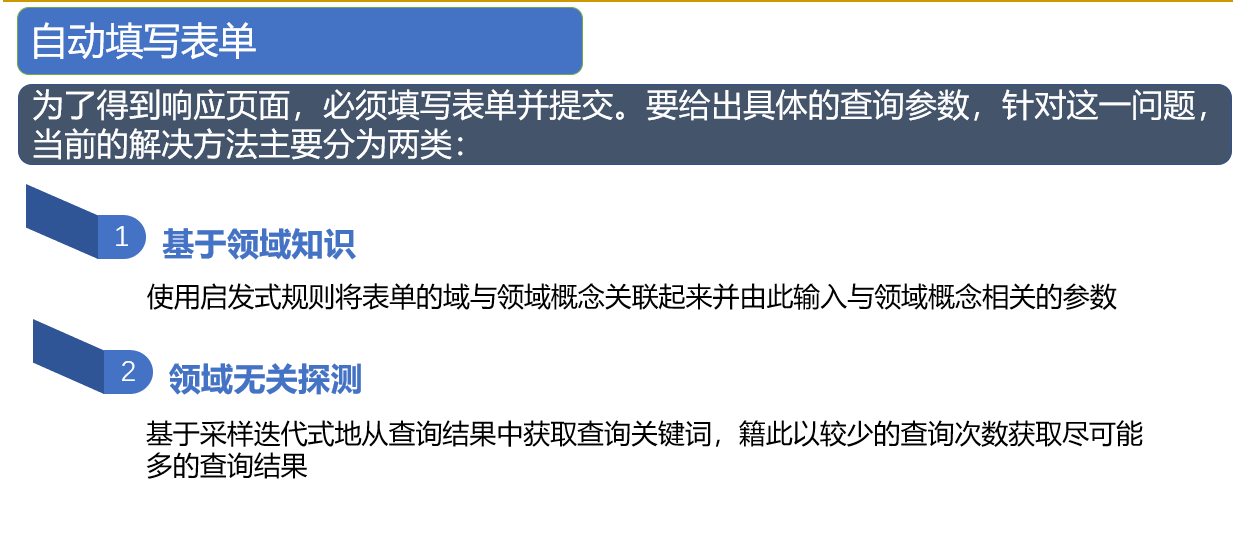 自动填写表单
为了得到响应页面，必须填写表单并提交。要给出具体的查询参数，针对这一问题，
当前的解决方法主要分为两类：
1 基于领域知识
使用启发式规则将表单的域与领域概念关联起来并由此输入与领域概念相关的参数
2 领域无关探测
基于采样迭代式地从查询结果中获取查询关键词，籍此以较少的查询次数获取尽可能
多的查询结果